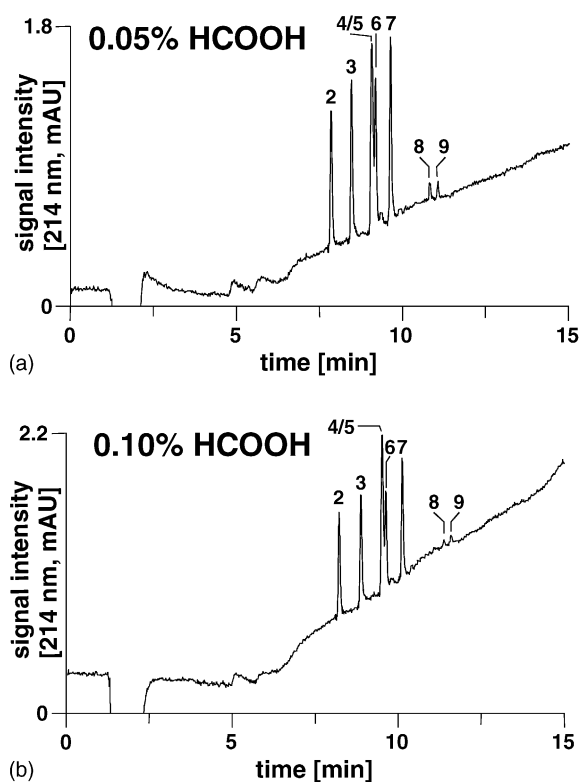 1.8
0.05% HCOOH
4/5 6 7
3
2
8 9
signal intensity
[214 nm, mAU]
0
0 5 10 15
time [min]
(a)
2.2
0.10% HCOOH
4/5
67
3
2
8 9
signal intensity
[214 nm, mAU]
0
0 5 10 15
time [min]
(b)